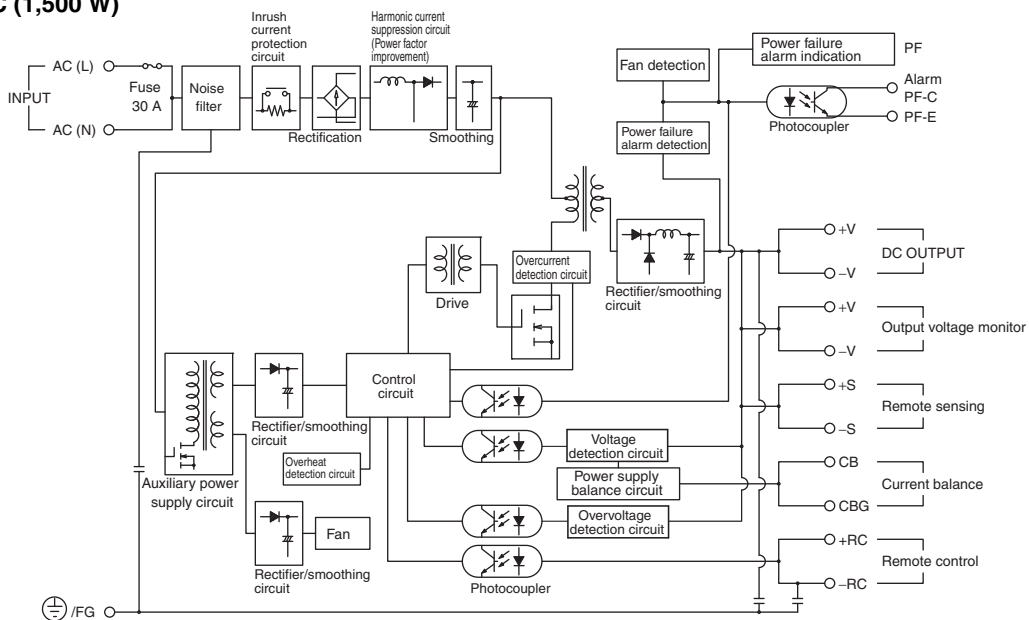 C (1,500 W)
Inrush
current
protection
circuit
Harmonic current
suppression circuit
(Power factor
improvement)
Power failure
alarm indication
PF
Fan detection
AC (L)
INPUT
AC (N)
Fuse
30 A
Noise
filter
Rectification
Smoothing
Alarm
PF-C
PF-E
Photocoupler
Power failure
alarm detection
Overcurrent
detection circuit
Drive
Rectifier/smoothing
circuit
+V
DC OUTPUT
−V
+V
Output voltage monitor
−V
Control
circuit
+S
Remote sensing
−S
Rectifier/smoothing
circuit
Voltage
detection circuit
Overheat
detection circuit
Power supply
balance circuit
CB
Current balance
CBG
Auxiliary power
supply circuit
Overvoltage
detection circuit
Fan
+RC
Remote control
−RC
Rectifier/smoothing
circuit
Photocoupler
/FG